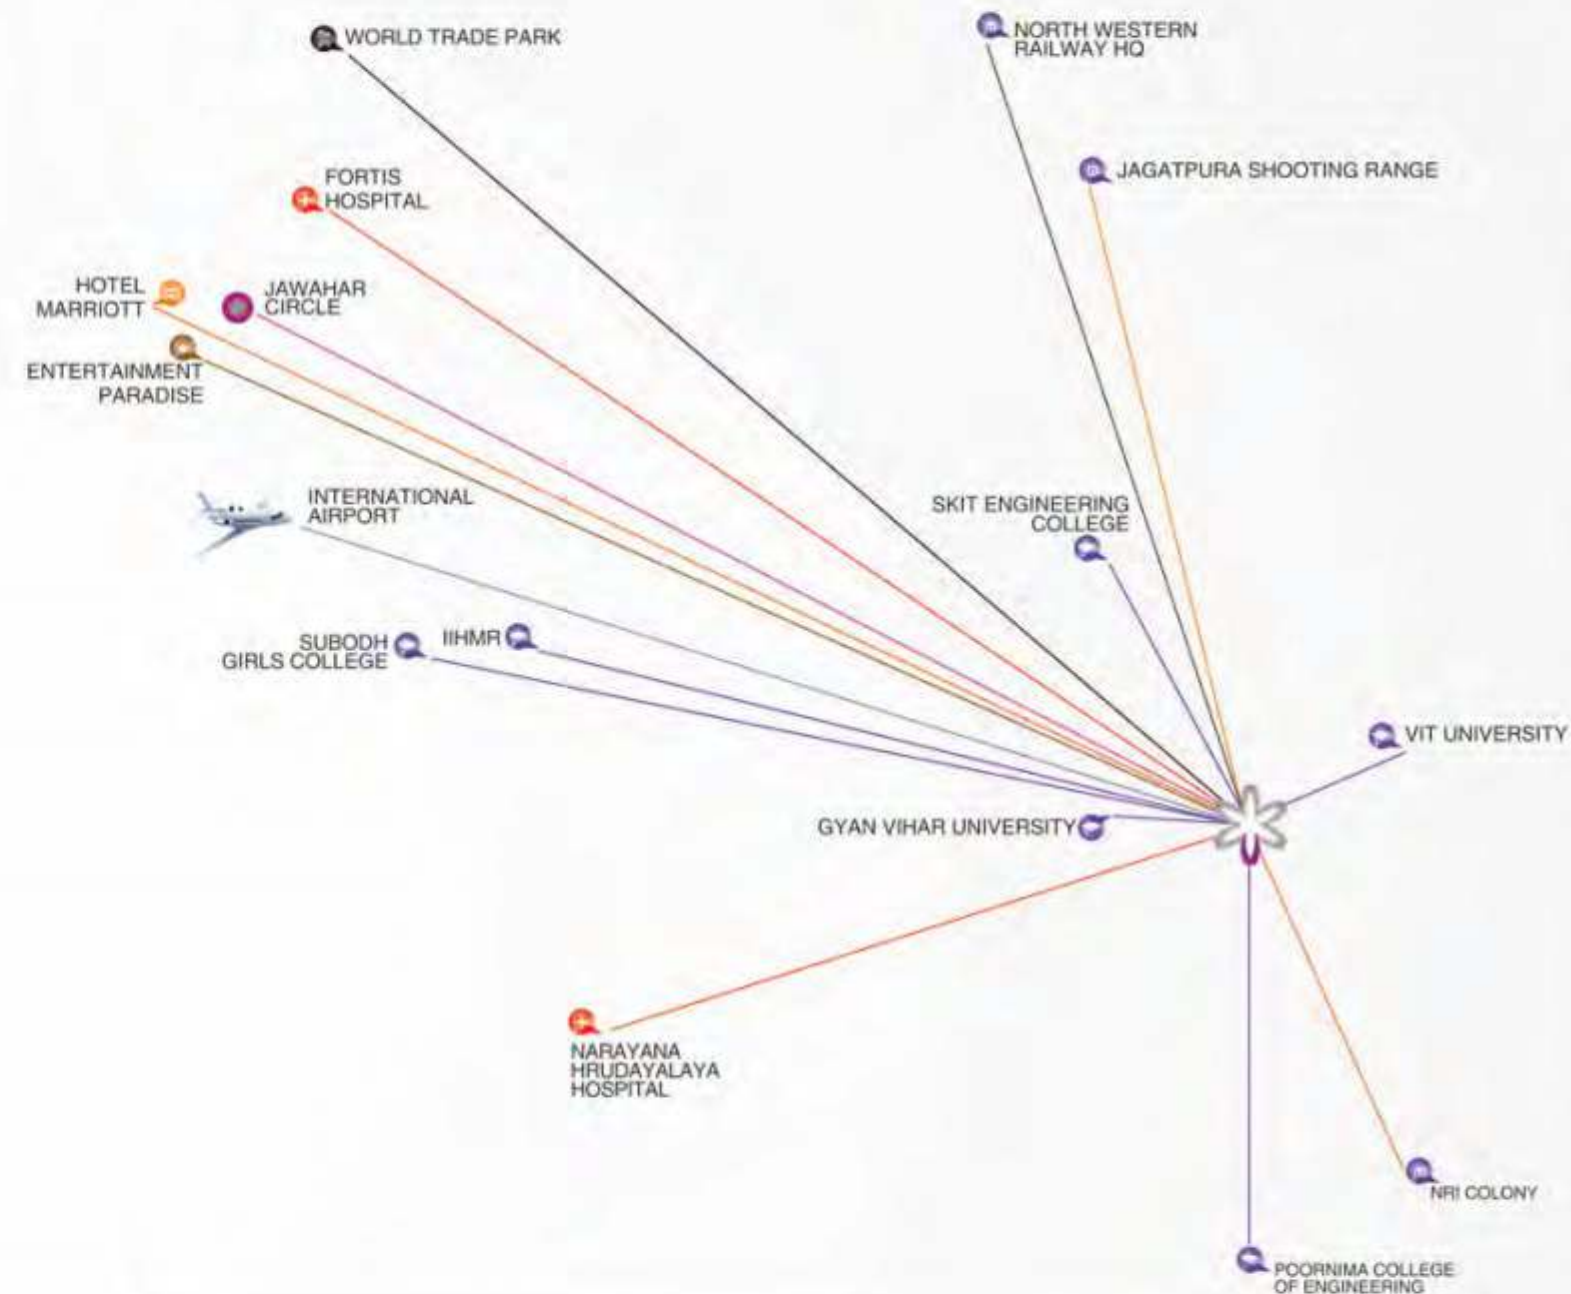 WORLD TRADE PARK
NORTH WESTERN
RAILWAY HQ
JAGATPURA SHOOTING RANGE
FORTIS
HOSPITAL
HOTEL
MARRIOTT
JAWAHAR
CIRCLE
ENTERTAINMENT
PARADISE
INTERNATIONAL
AIRPORT
SKIT ENGINEERING
COLLEGE
SUBODH
GIRLS COLLEGE
IIHMR
VIT UNIVERSITY
GYAN VIHAR UNIVERSITY
NARAYANA
HRUDAYALAYA
HOSPITAL
NRI COLONY
POORNIMA COLLEGE
OF ENGINEERING